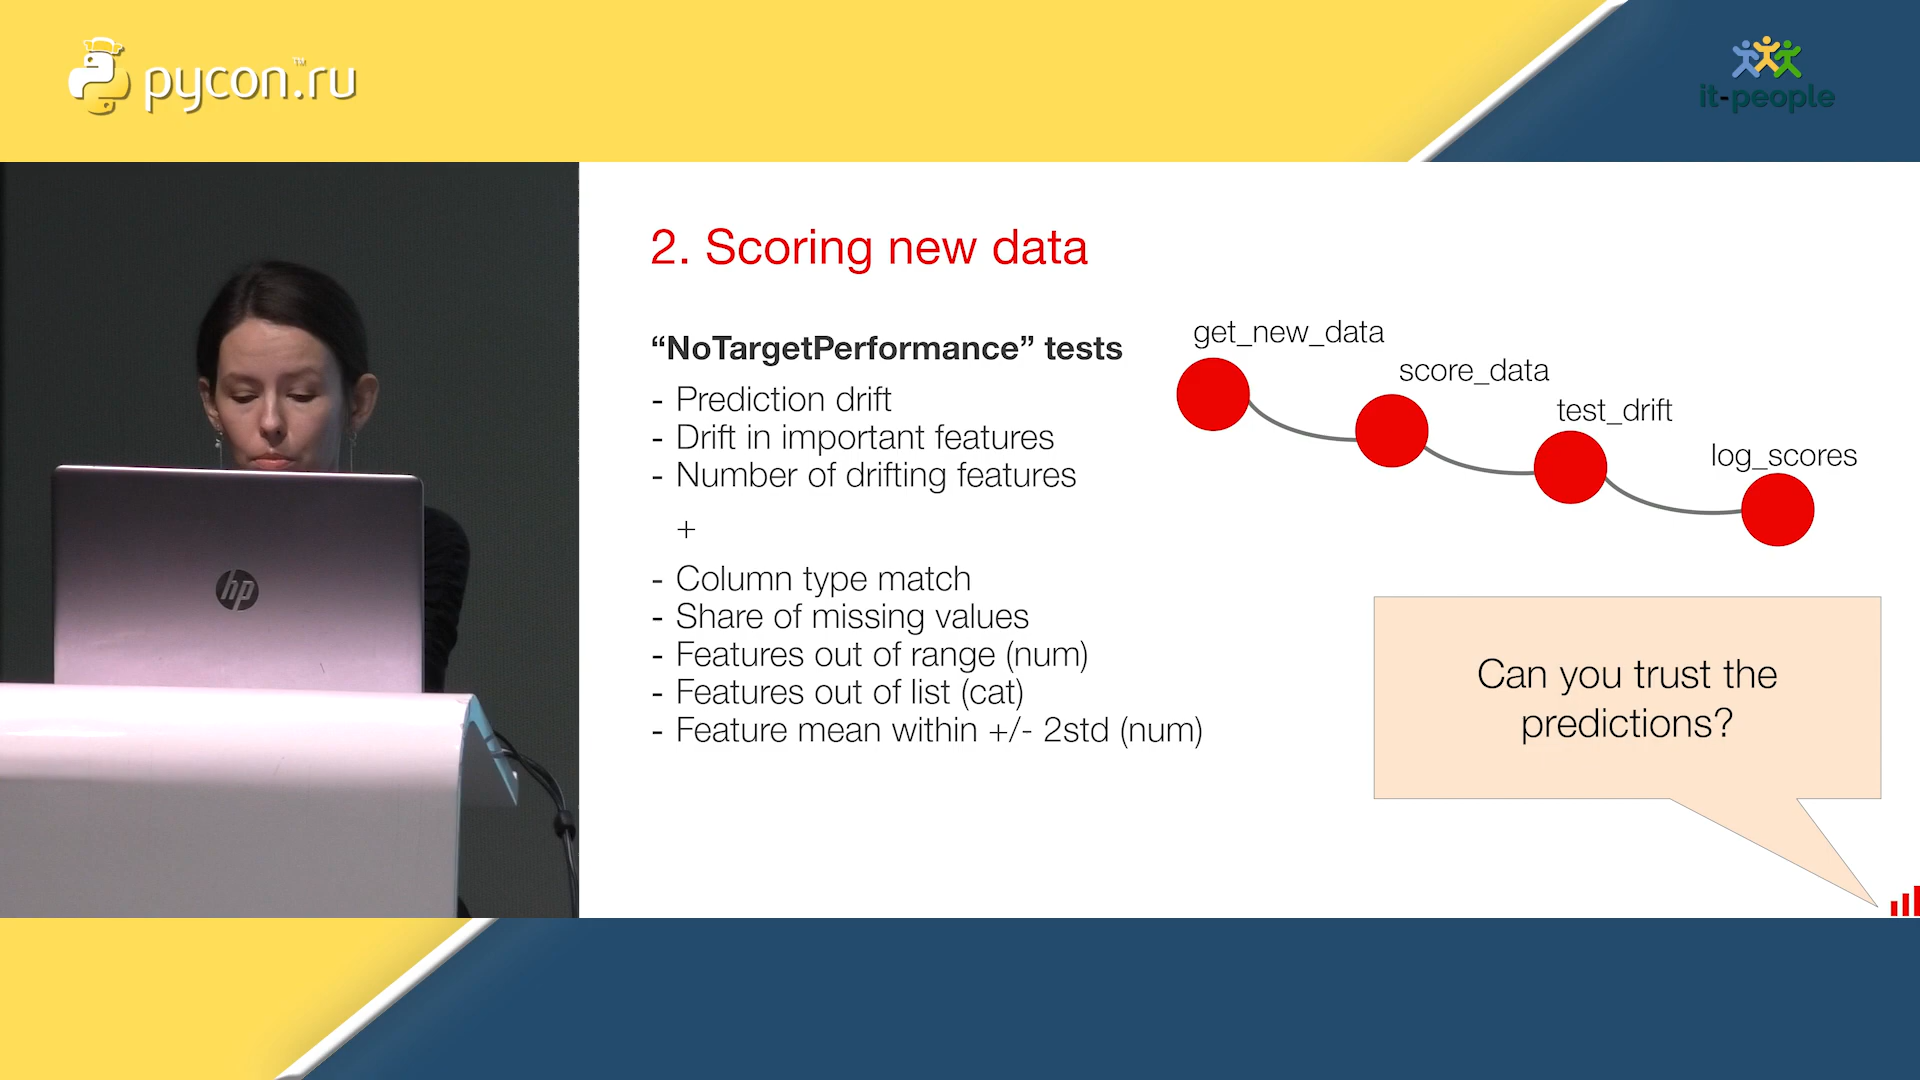 pycon.ru
TM
it-people
2. Scoring new data
“NoTargetPerformance” tests
- Prediction drift
- Drift in important features
- Number of drifting features
+
- Column type match
- Share of missing values
- Features out of range (num)
- Features out of list (cat)
- Feature mean within +/- 2std (num)
get_new_data
score_data
test_drift
log_scores
Can you trust the
predictions?
hp